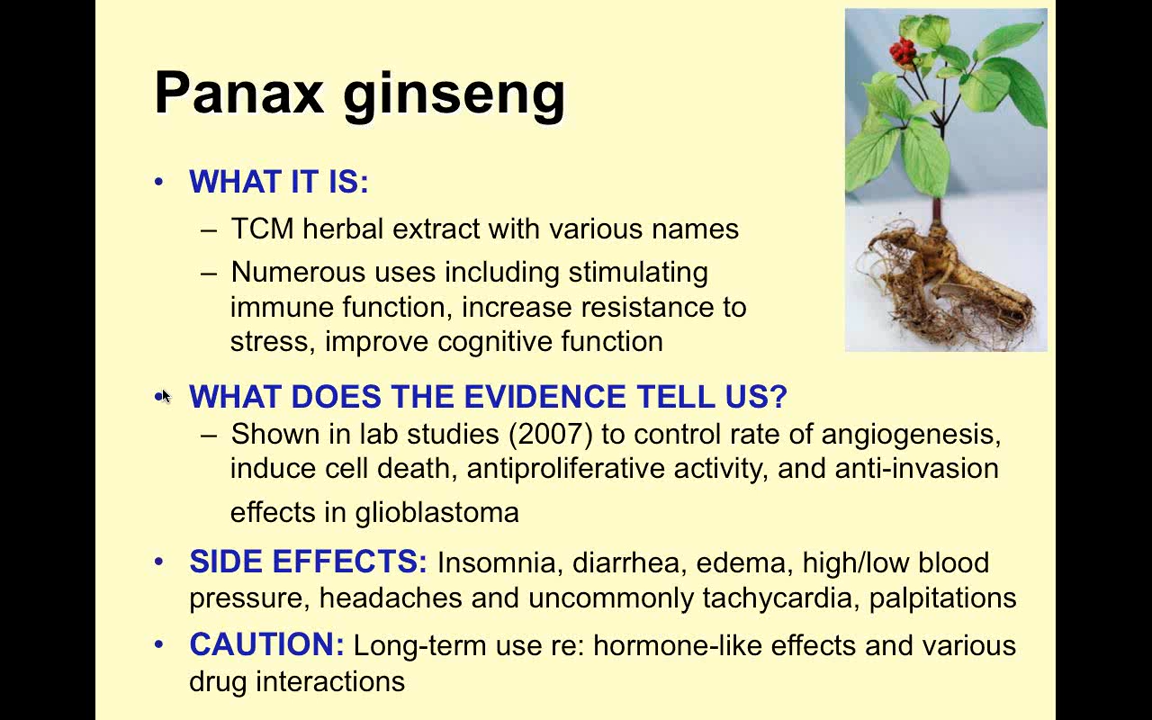 Panax ginseng
• WHAT IT IS:
– TCM herbal extract with various names
– Numerous uses including stimulating
immune function, increase resistance to
stress, improve cognitive function
• WHAT DOES THE EVIDENCE TELL US?
– Shown in lab studies (2007) to control rate of angiogenesis,
induce cell death, antiproliferative activity, and anti-invasion
effects in glioblastoma
• SIDE EFFECTS: Insomnia, diarrhea, edema, high/low blood
pressure, headaches and uncommonly tachycardia, palpitations
• CAUTION: Long-term use re: hormone-like effects and various
drug interactions